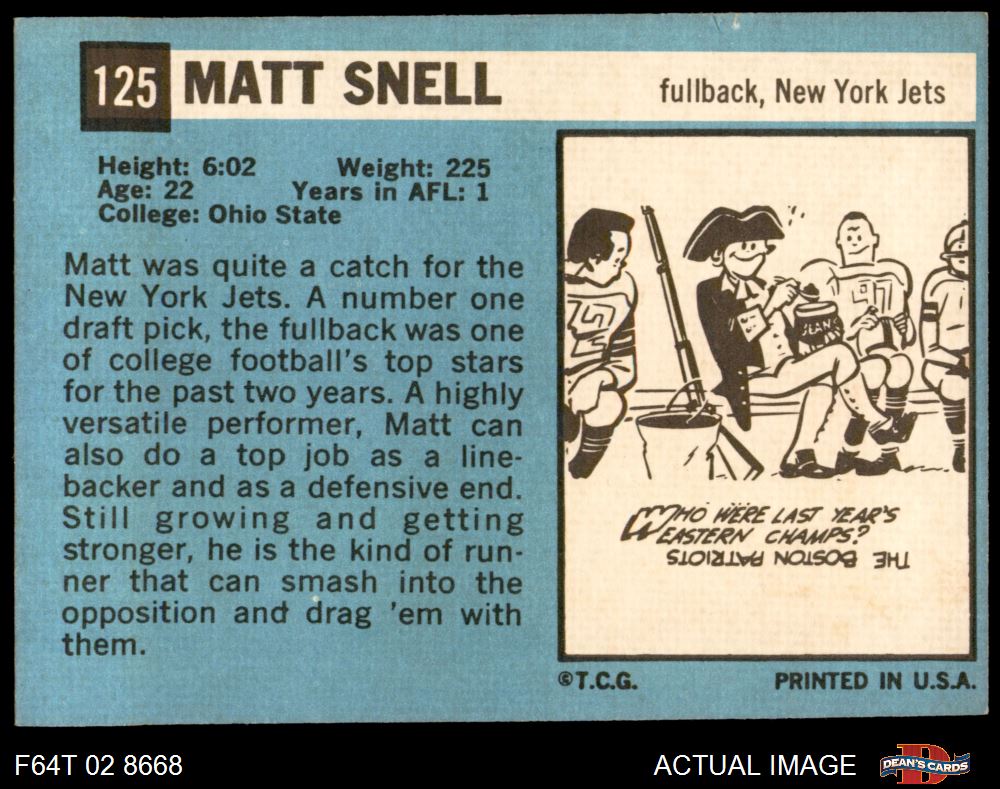 125 MATT SNELL fullback, New York Jets
Height: 6:02 Weight: 225
Age: 22 Years in AFL: 1
College: Ohio State
Matt was quite a catch for the
New York Jets. A number one
draft pick, the fullback was one
of college football's top stars
for the past two years. A highly
versatile performer, Matt can
also do a top job as a line-
backer and as a defensive end.
Still growing and getting
stronger, he is the kind of run-
ner that can smash into the
opposition and drag 'em with
them.
BEANS
WHO WERE LAST YEAR'S
EASTERN CHAMPS?
THE BOSTON PATRIOTS
©T.C.G. PRINTED IN U.S.A.
F64T 02 8668 ACTUAL IMAGE DEAN'S CARDS